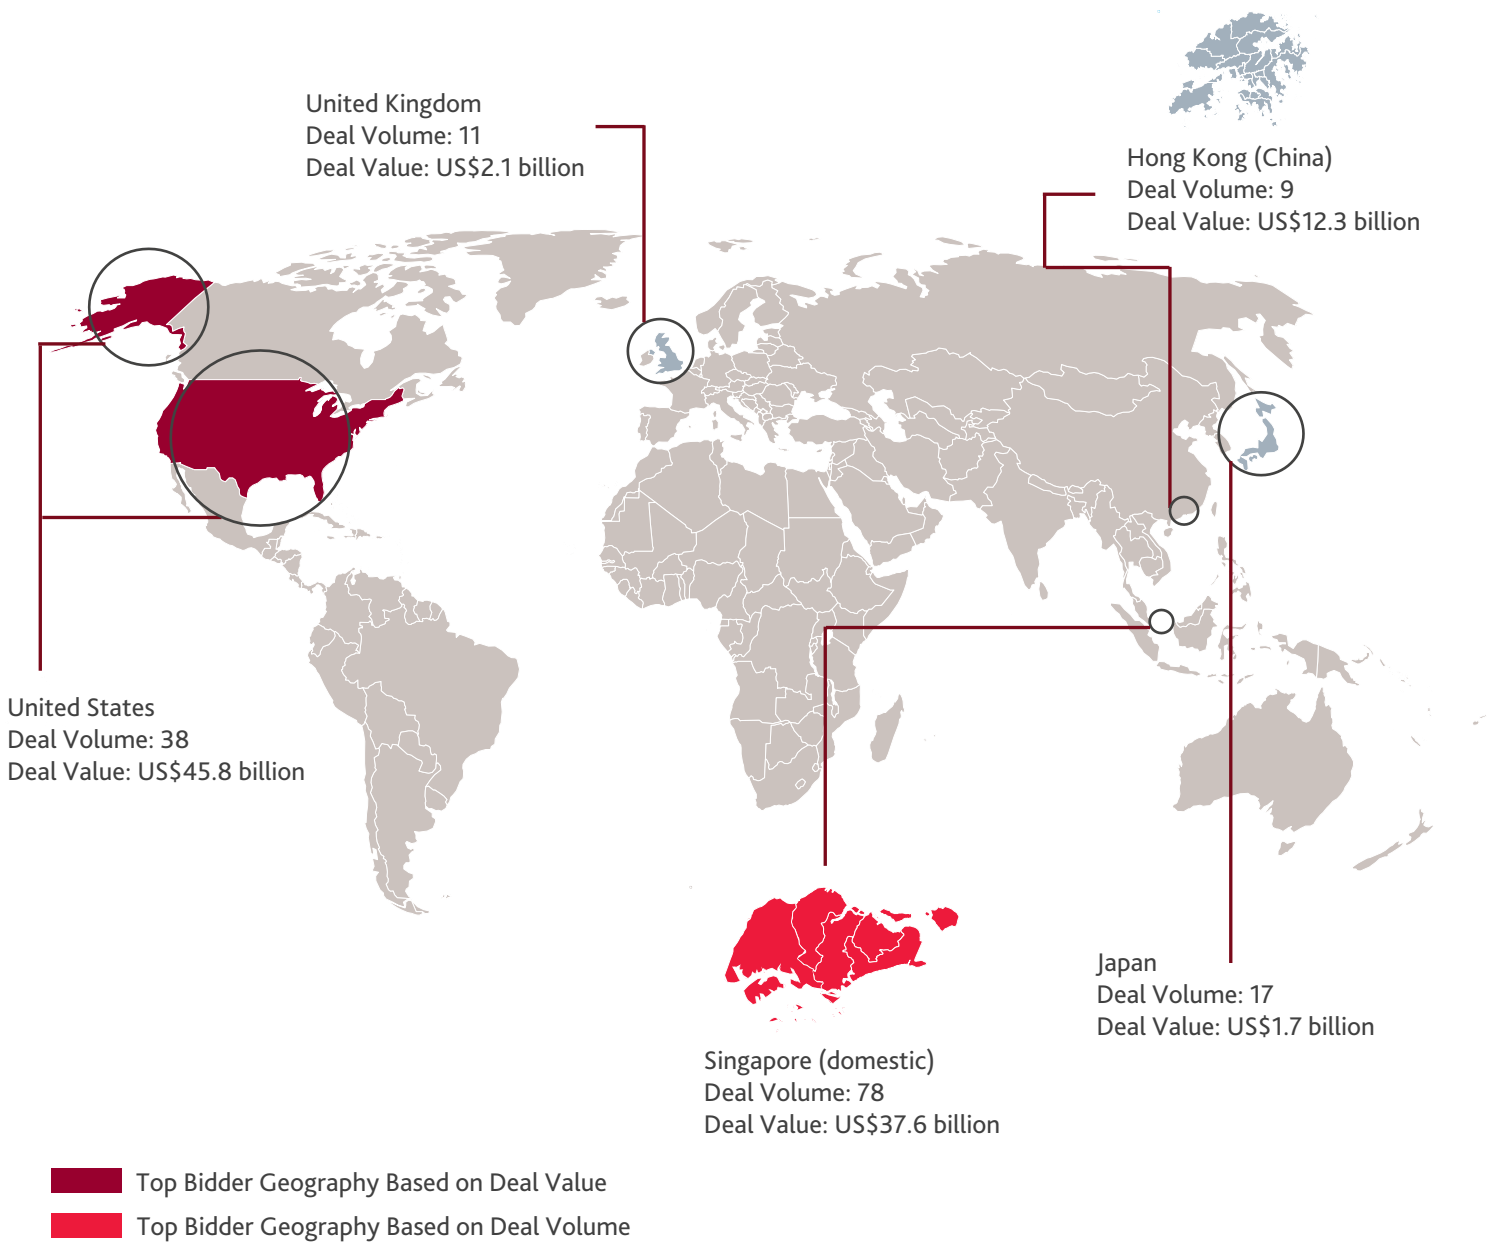 United Kingdom
Deal Volume: 11
Deal Value: US$2.1 billion
Hong Kong (China)
Deal Volume: 9
Deal Value: US$12.3 billion
United States
Deal Volume: 38
Deal Value: US$45.8 billion
Japan
Deal Volume: 17
Deal Value: US$1.7 billion
Singapore (domestic)
Deal Volume: 78
Deal Value: US$37.6 billion
Top Bidder Geography Based on Deal Value
Top Bidder Geography Based on Deal Volume